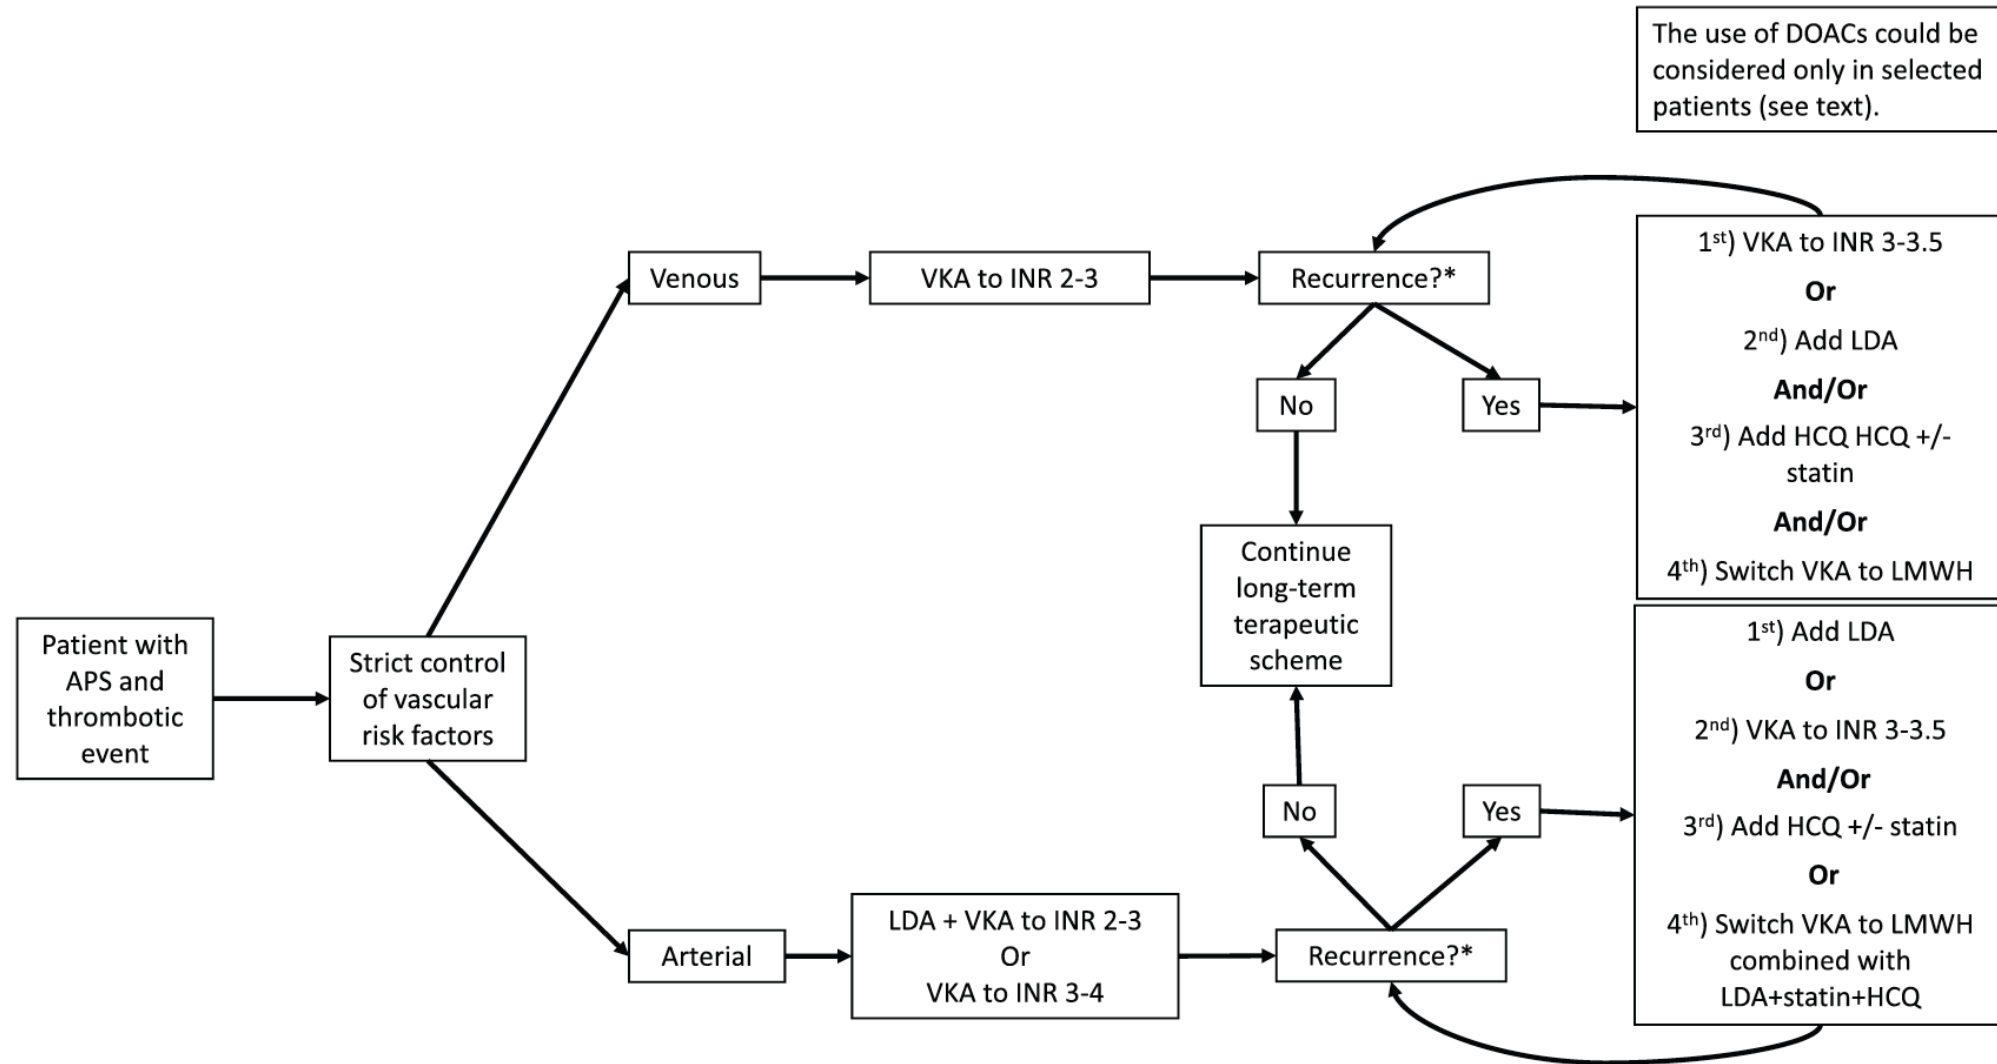 The use of DOACs could be
considered only in selected
patients (see text).
Venous
VKA to INR 2-3
Recurrence?*
No
Yes
1st) VKA to INR 3-3.5
Or
2nd) Add LDA
And/Or
3rd) Add HCQ HCQ +/-
statin
And/Or
4th) Switch VKA to LMWH
Patient with
APS and
thrombotic
event
Strict control
of vascular
risk factors
Continue
long-term
terapeutic
scheme
Arterial
LDA + VKA to INR 2-3
Or
VKA to INR 3-4
Recurrence?*
No
Yes
1st) Add LDA
Or
2nd) VKA to INR 3-3.5
And/Or
3rd) Add HCQ +/- statin
Or
4th) Switch VKA to LMWH
combined with
LDA+statin+HCQ